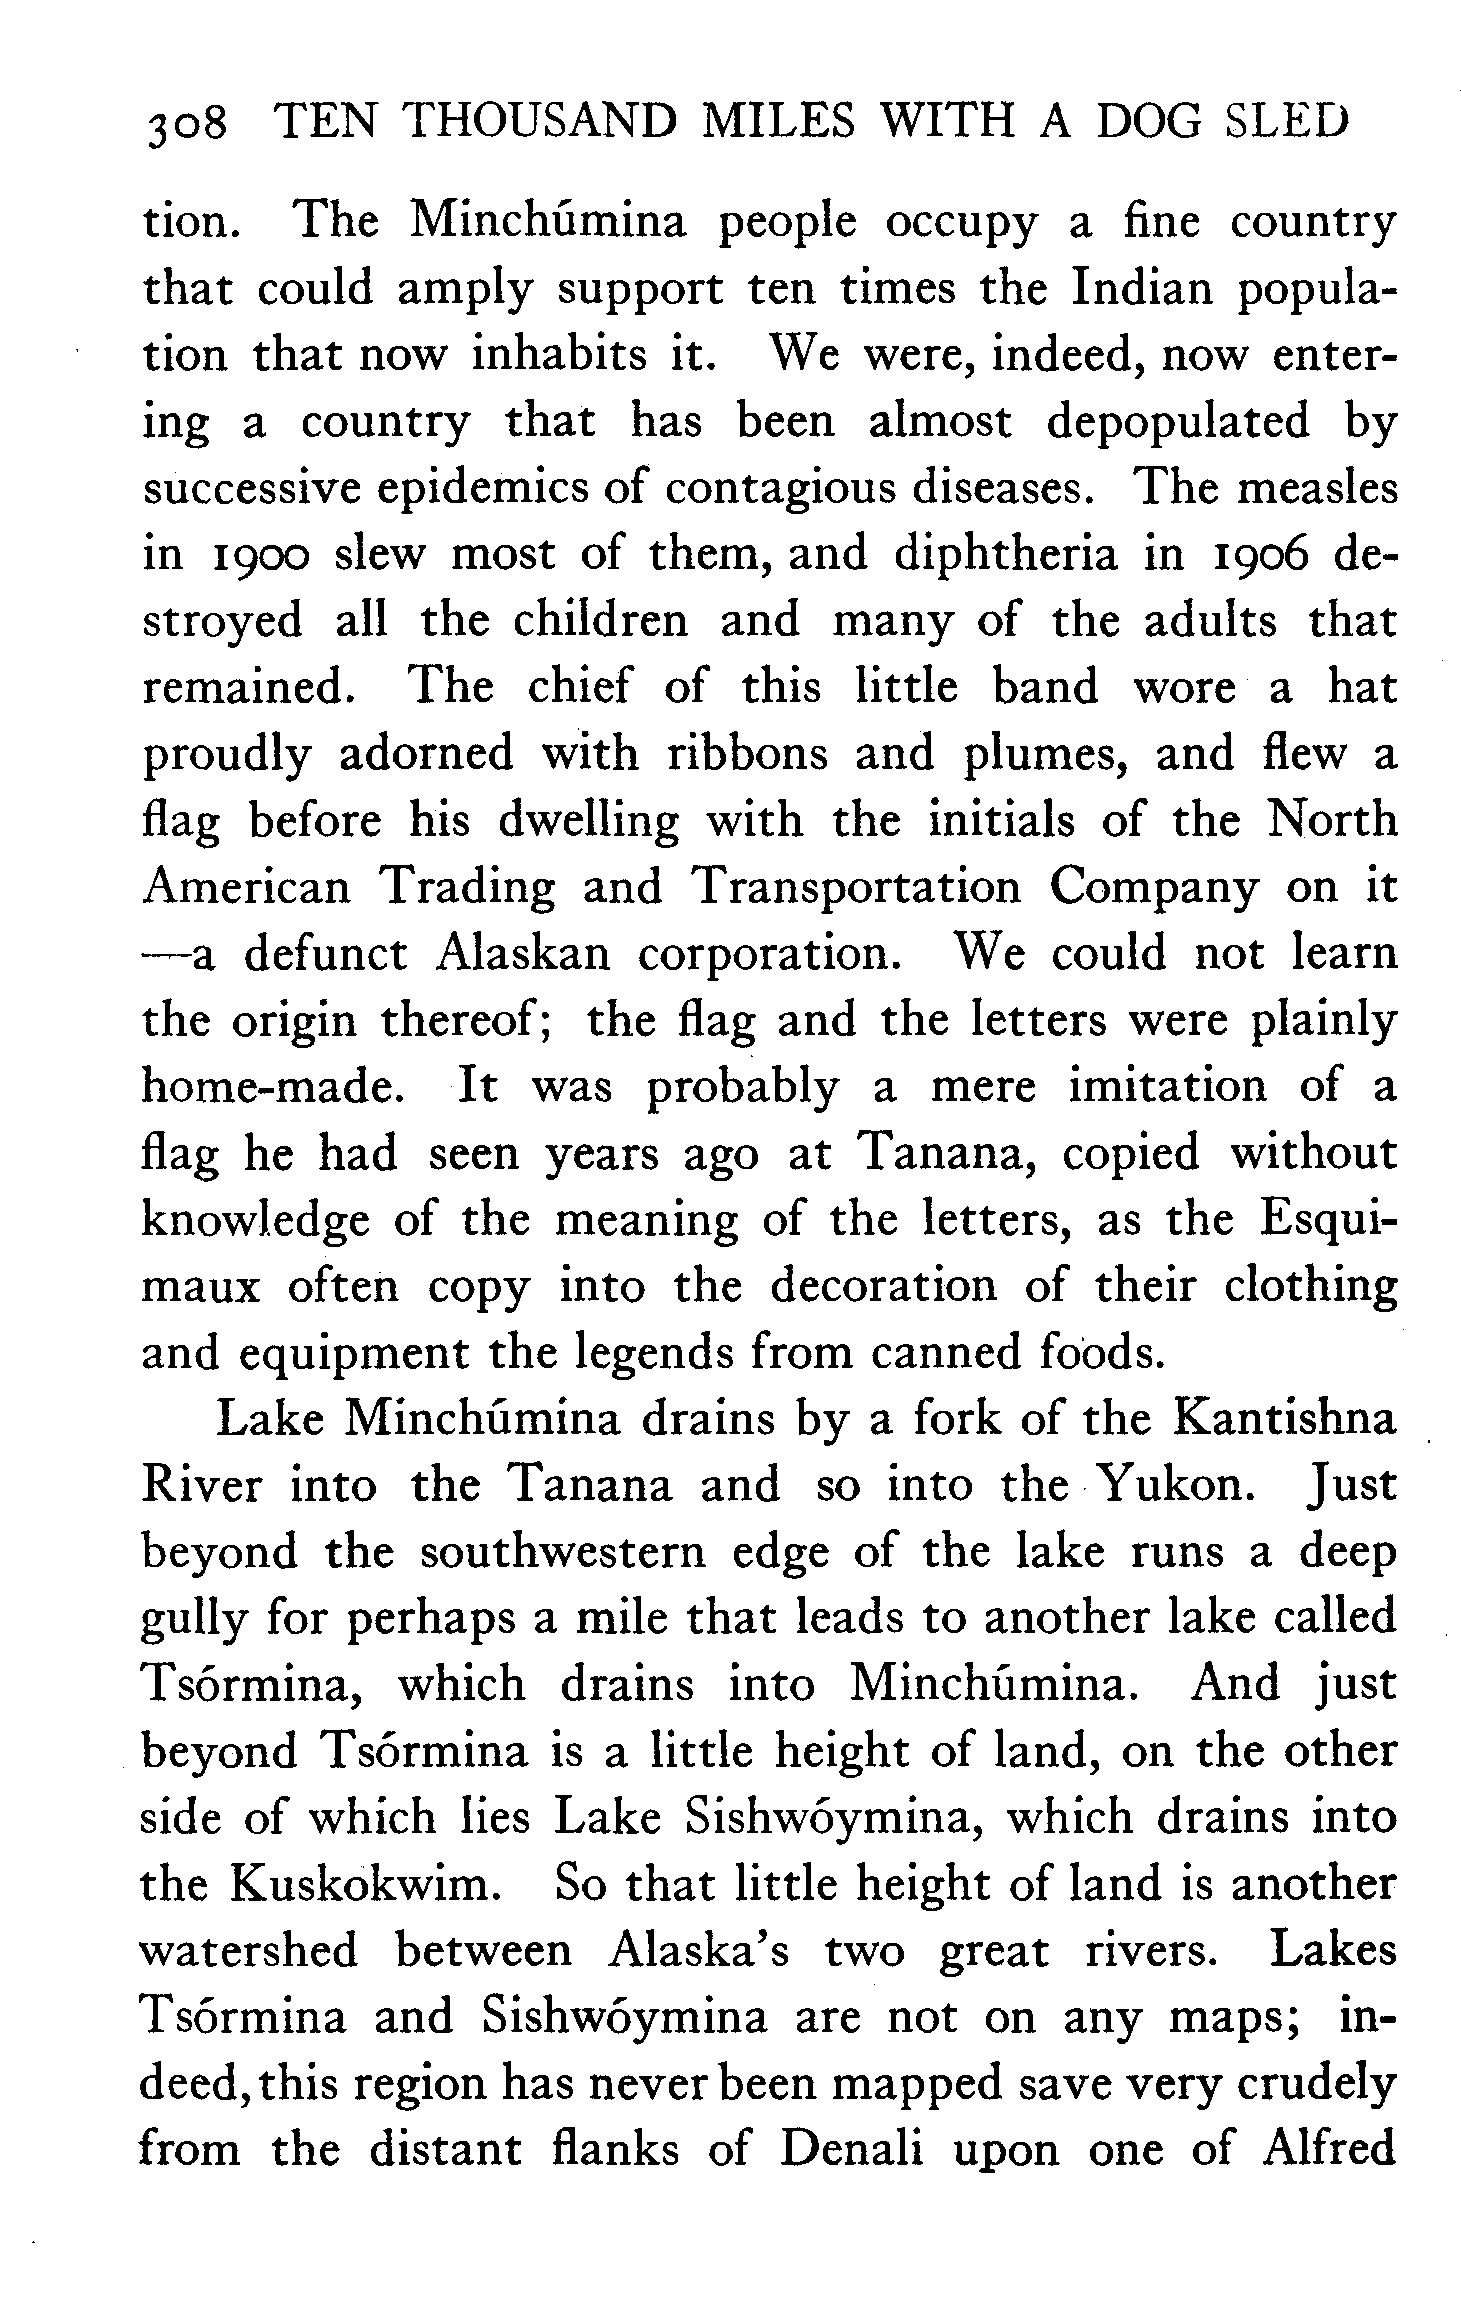 308 TEN THOUSAND MILES WITH A DOG SLED
tion. The Minchúmina people occupy a fine country
that could amply support ten times the Indian popula-
tion that now inhabits it. We were, indeed, now enter-
ing a country that has been almost depopulated by
successive epidemics of contagious diseases. The measles
in 1900 slew most of them, and diphtheria in 1906 de-
stroyed all the children and many of the adults that
remained. The chief of this little band wore a hat
proudly adorned with ribbons and plumes, and flew a
flag before his dwelling with the initials of the North
American Trading and Transportation Company on it
—a defunct Alaskan corporation. We could not learn
the origin thereof; the flag and the letters were plainly
home-made. It was probably a mere imitation of a
flag he had seen years ago at Tanana, copied without
knowledge of the meaning of the letters, as the Esqui-
maux often copy into the decoration of their clothing
and equipment the legends from canned foods.
Lake Minchúmina drains by a fork of the Kantishna
River into the Tanana and so into the Yukon. Just
beyond the southwestern edge of the lake runs a deep
gully for perhaps a mile that leads to another lake called
Tsórmina, which drains into Minchúmina. And just
beyond Tsórmina is a little height of land, on the other
side of which lies Lake Sishwóymina, which drains into
the Kuskokwim. So that little height of land is another
watershed between Alaska's two great rivers. Lakes
Tsórmina and Sishwóymina are not on any maps; in-
deed, this region has never been mapped save very crudely
from the distant flanks of Denali upon one of Alfred